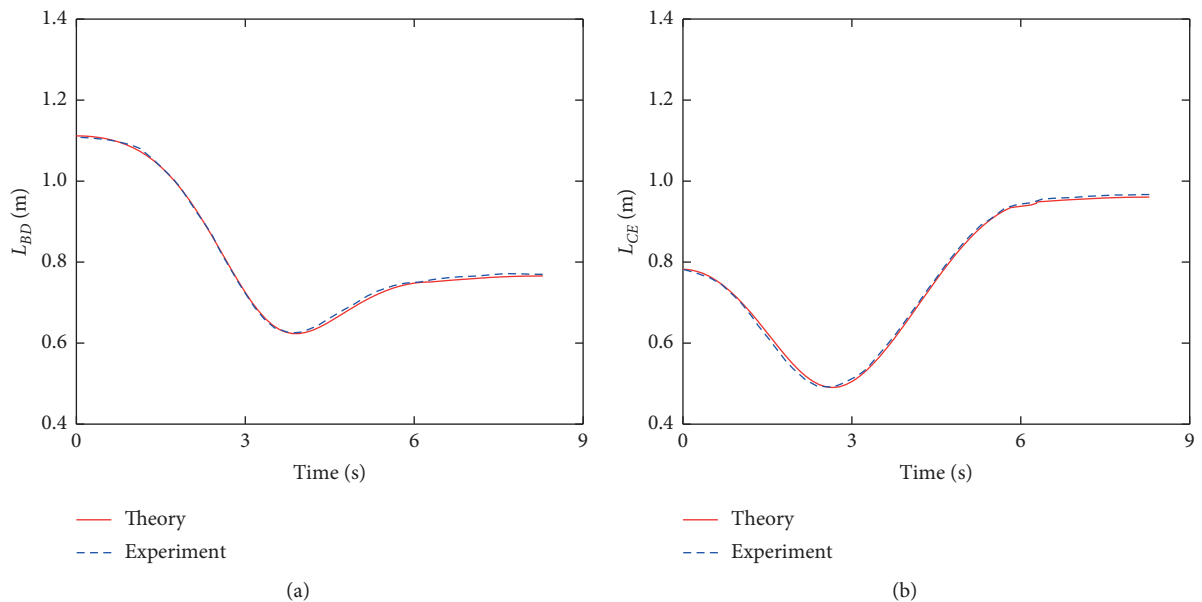 1.4
1.2
1.0
0.8
0.6
0.4
L_BD (m)
0 3 6 9
Time (s)
Theory
Experiment
(a)
1.4
1.2
1.0
0.8
0.6
0.4
L_CE (m)
0 3 6 9
Time (s)
Theory
Experiment
(b)